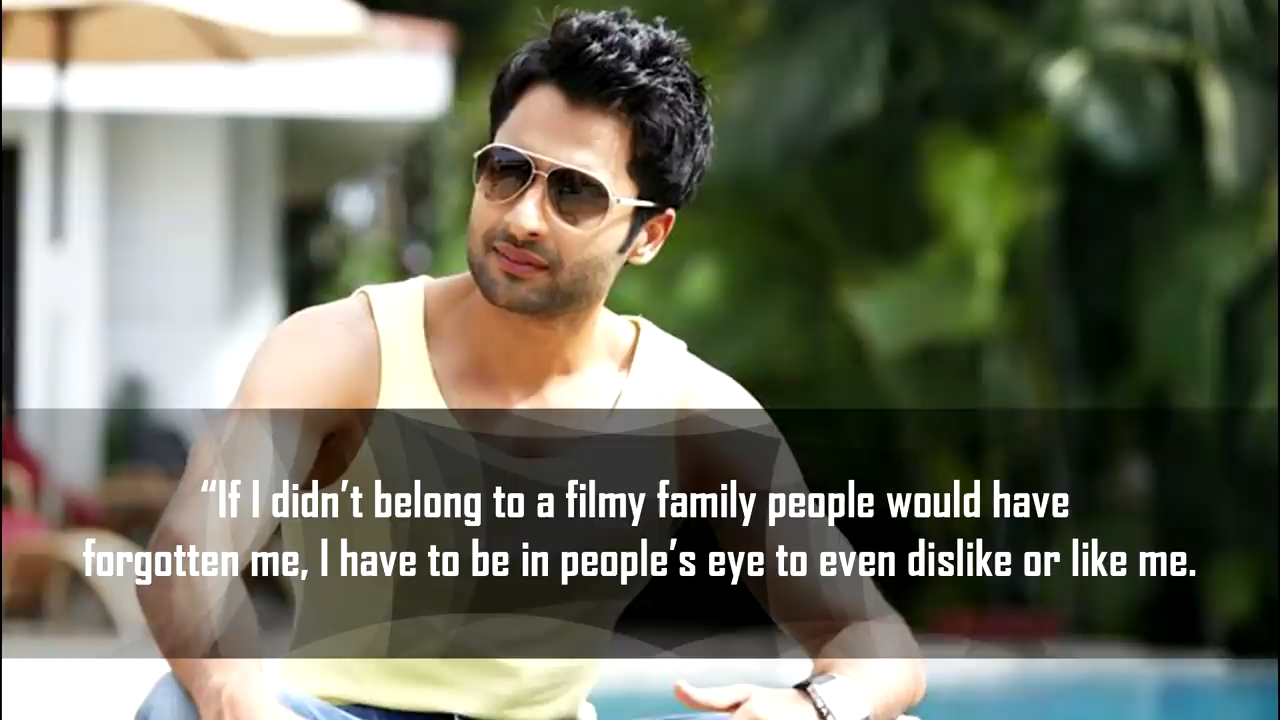 “If I didn’t belong to a filmy family people would have
forgotten me, I have to be in people’s eye to even dislike or like me.